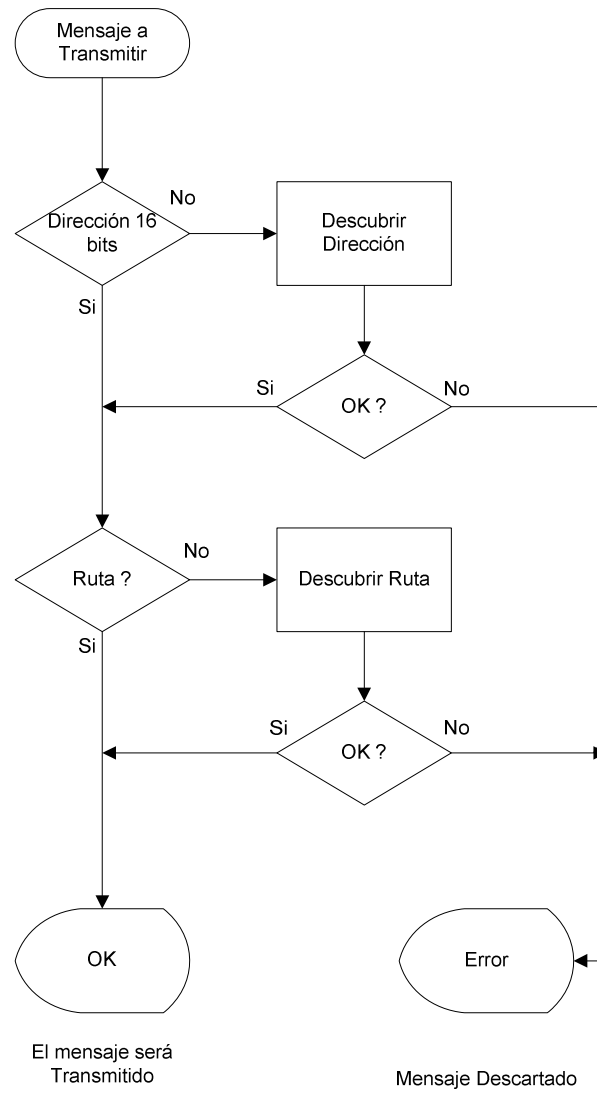 Mensaje a
Transmitir
No
Dirección 16
bits
Descubrir
Dirección
Si
Si
OK ?
No
No
Ruta ?
Descubrir Ruta
Si
Si
OK ?
No
OK
Error
El mensaje será
Transmitido
Mensaje Descartado